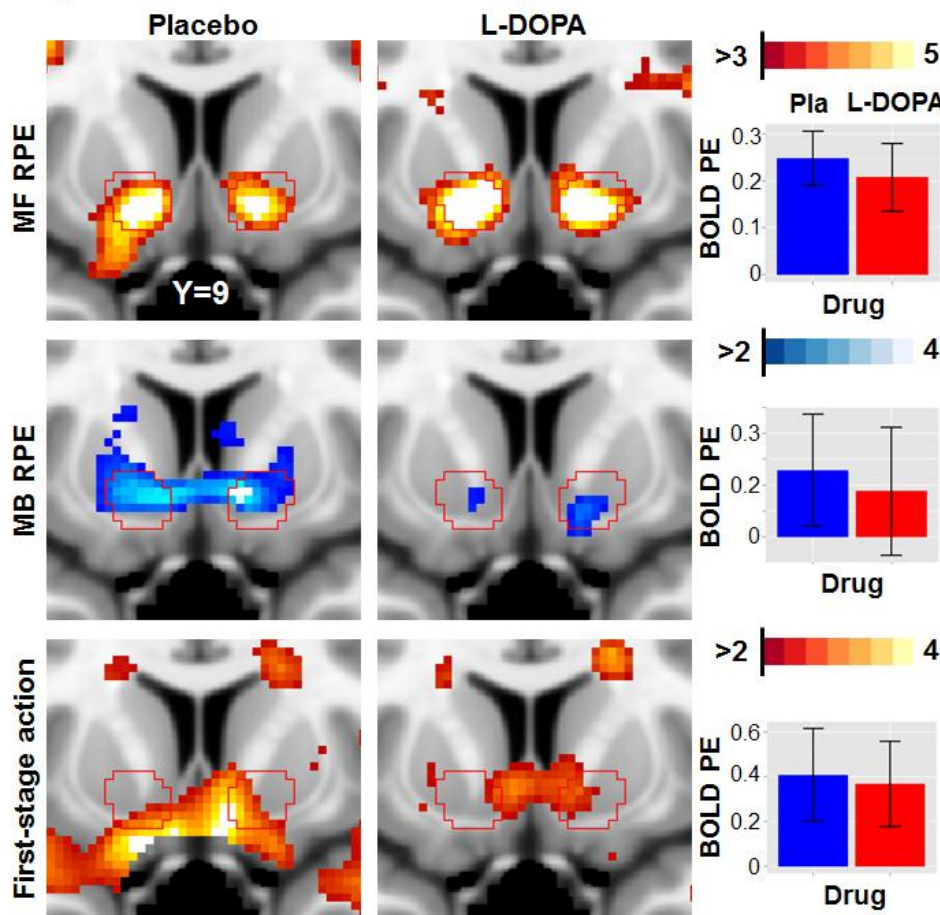 Placebo
L-DOPA
MF RPE
Y=9
>3
5
Pla
L-DOPA
BOLD PE
0.3
0.2
0.1
0
Drug
MB RPE
>2
4
BOLD PE
0.3
0.2
0
Drug
First-stage action
>2
4
BOLD PE
0.6
0.4
0.2
0
Drug